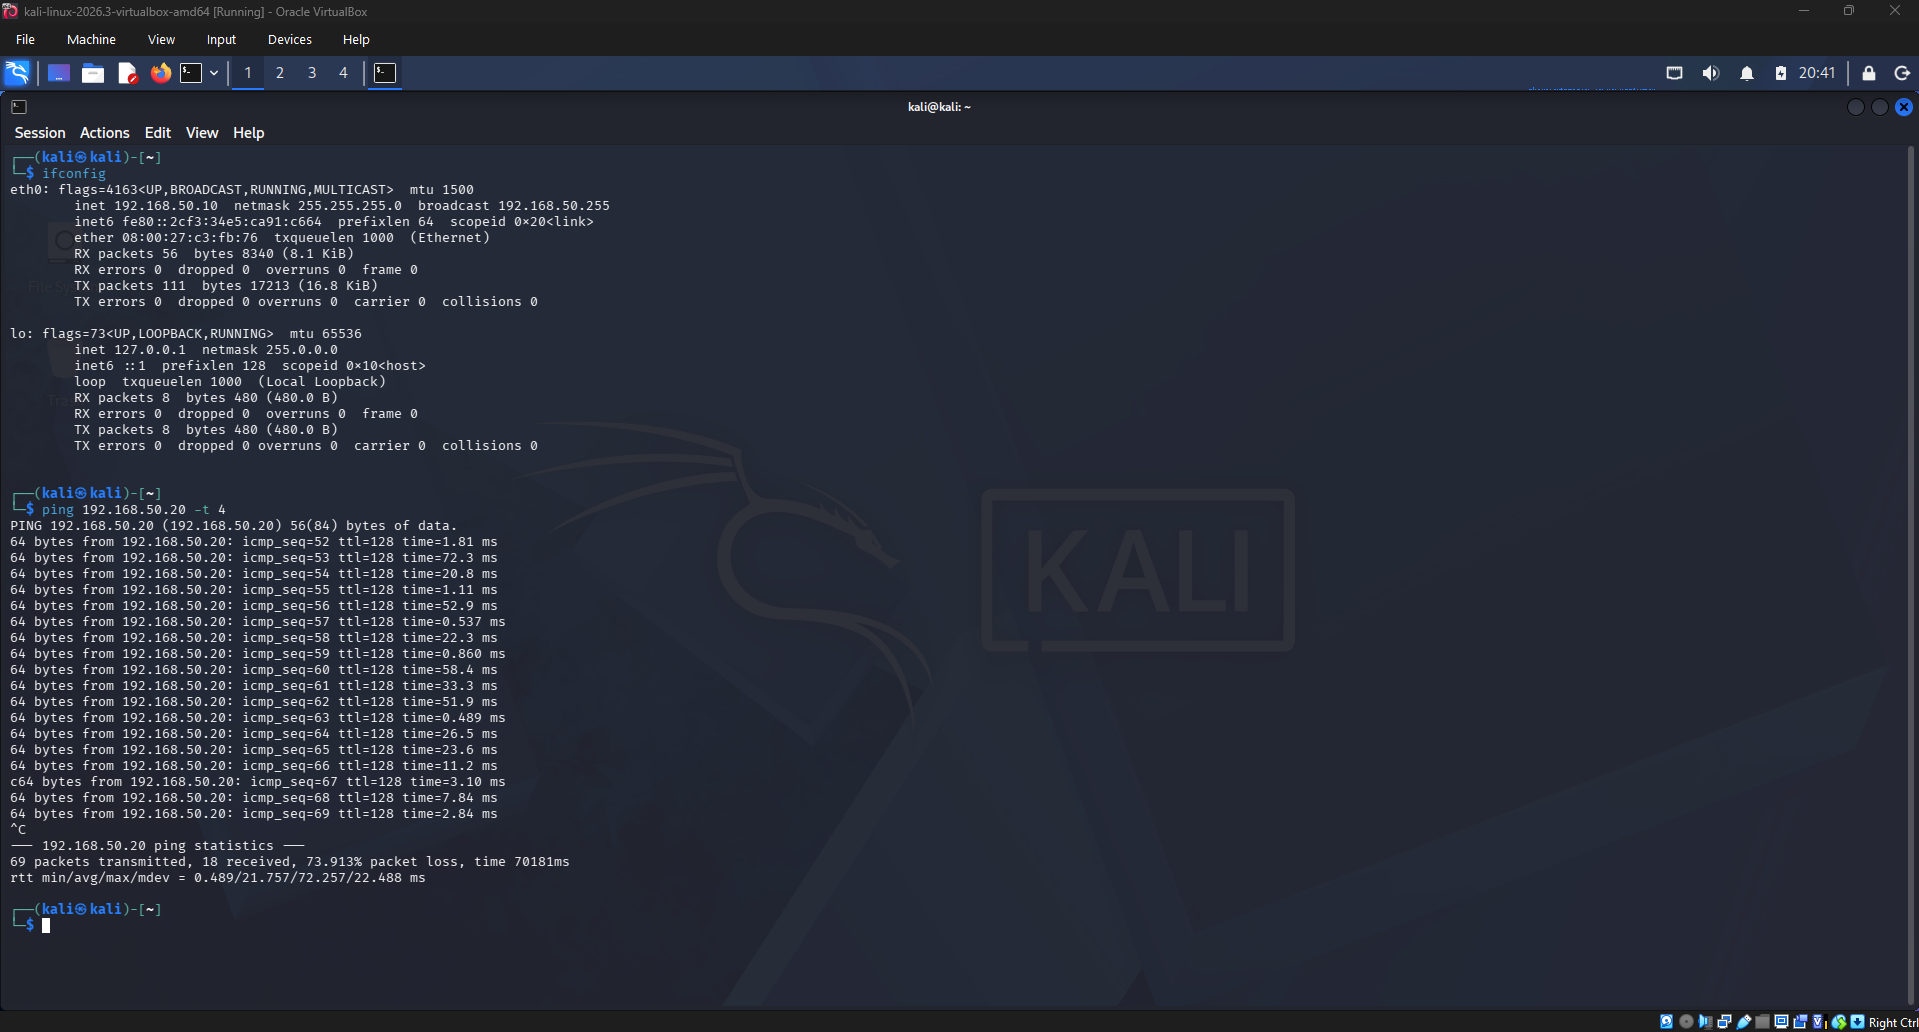 kali-linux-2026.3-virtualbox-amd64 [Running] - Oracle VirtualBox
File Machine View Input Devices Help
1 2 3 4 20:41
kali@kali: ~
Session Actions Edit View Help
┌──(kali㉿kali)-[~]
└─$ ifconfig
eth0: flags=4163<UP,BROADCAST,RUNNING,MULTICAST>  mtu 1500
        inet 192.168.50.10  netmask 255.255.255.0  broadcast 192.168.50.255
        inet6 fe80::2cf3:34e5:ca91:c664  prefixlen 64  scopeid 0×20<link>
        ether 08:00:27:c3:fb:76  txqueuelen 1000  (Ethernet)
        RX packets 56  bytes 8340 (8.1 KiB)
        RX errors 0  dropped 0  overruns 0  frame 0
        TX packets 111  bytes 17213 (16.8 KiB)
        TX errors 0  dropped 0 overruns 0  carrier 0  collisions 0
lo: flags=73<UP,LOOPBACK,RUNNING>  mtu 65536
        inet 127.0.0.1  netmask 255.0.0.0
        inet6 ::1  prefixlen 128  scopeid 0×10<host>
        loop  txqueuelen 1000  (Local Loopback)
        RX packets 8  bytes 480 (480.0 B)
        RX errors 0  dropped 0  overruns 0  frame 0
        TX packets 8  bytes 480 (480.0 B)
        TX errors 0  dropped 0 overruns 0  carrier 0  collisions 0
┌──(kali㉿kali)-[~]
└─$ ping 192.168.50.20 -t 4
PING 192.168.50.20 (192.168.50.20) 56(84) bytes of data.
64 bytes from 192.168.50.20: icmp_seq=52 ttl=128 time=1.81 ms
64 bytes from 192.168.50.20: icmp_seq=53 ttl=128 time=72.3 ms
64 bytes from 192.168.50.20: icmp_seq=54 ttl=128 time=20.8 ms
64 bytes from 192.168.50.20: icmp_seq=55 ttl=128 time=1.11 ms
64 bytes from 192.168.50.20: icmp_seq=56 ttl=128 time=52.9 ms
64 bytes from 192.168.50.20: icmp_seq=57 ttl=128 time=0.537 ms
64 bytes from 192.168.50.20: icmp_seq=58 ttl=128 time=22.3 ms
64 bytes from 192.168.50.20: icmp_seq=59 ttl=128 time=0.860 ms
64 bytes from 192.168.50.20: icmp_seq=60 ttl=128 time=58.4 ms
64 bytes from 192.168.50.20: icmp_seq=61 ttl=128 time=33.3 ms
64 bytes from 192.168.50.20: icmp_seq=62 ttl=128 time=51.9 ms
64 bytes from 192.168.50.20: icmp_seq=63 ttl=128 time=0.489 ms
64 bytes from 192.168.50.20: icmp_seq=64 ttl=128 time=26.5 ms
64 bytes from 192.168.50.20: icmp_seq=65 ttl=128 time=23.6 ms
64 bytes from 192.168.50.20: icmp_seq=66 ttl=128 time=11.2 ms
c64 bytes from 192.168.50.20: icmp_seq=67 ttl=128 time=3.10 ms
64 bytes from 192.168.50.20: icmp_seq=68 ttl=128 time=7.84 ms
64 bytes from 192.168.50.20: icmp_seq=69 ttl=128 time=2.84 ms
^C
--- 192.168.50.20 ping statistics ---
69 packets transmitted, 18 received, 73.913% packet loss, time 70181ms
rtt min/avg/max/mdev = 0.489/21.757/72.257/22.488 ms
┌──(kali㉿kali)-[~]
└─$
KALI
Right Ctrl